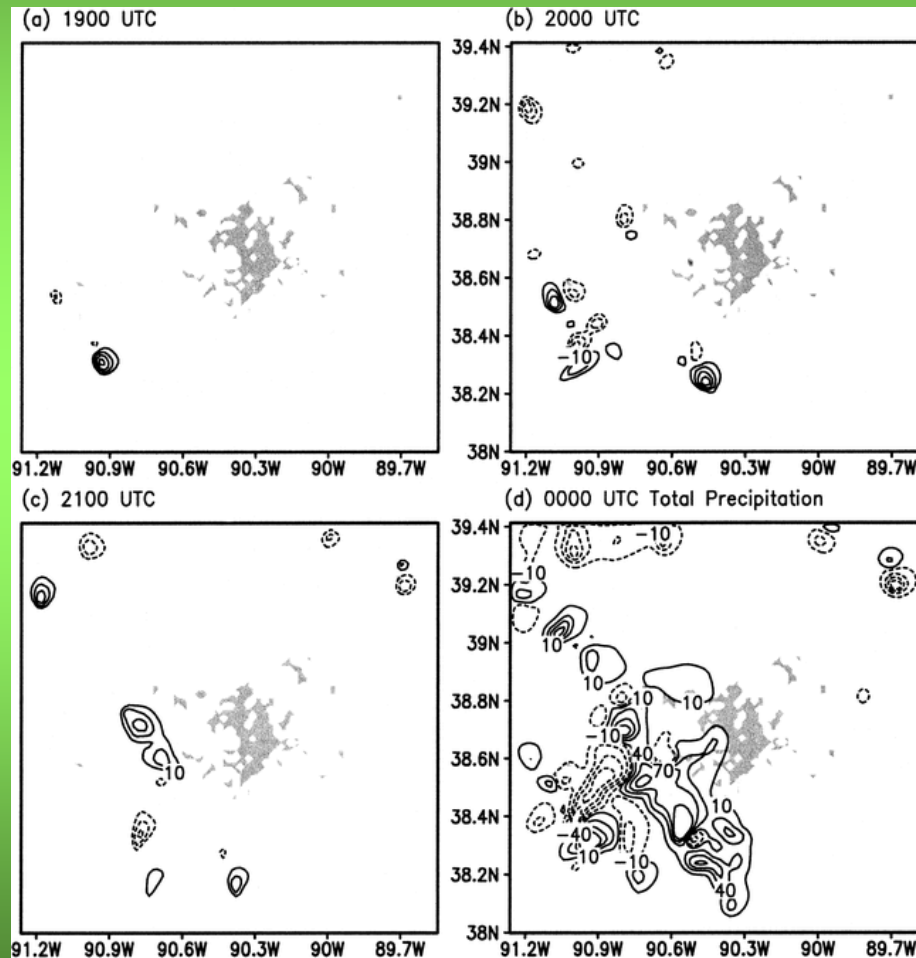 (a) 1900 UTC
(b) 2000 UTC
39.4N
39.2N
39N
38.8N
38.6N
38.4N
38.2N
38N
-10
91.2W 90.9W 90.6W 90.3W 90W 89.7W
91.2W 90.9W 90.6W 90.3W 90W 89.7W
(c) 2100 UTC
(d) 0000 UTC Total Precipitation
39.4N
39.2N
39N
38.8N
38.6N
38.4N
38.2N
38N
10
-10
-10
-10
10
10
10
10
-10
40
70
-40
10
-10
10
40
91.2W 90.9W 90.6W 90.3W 90W 89.7W
91.2W 90.9W 90.6W 90.3W 90W 89.7W